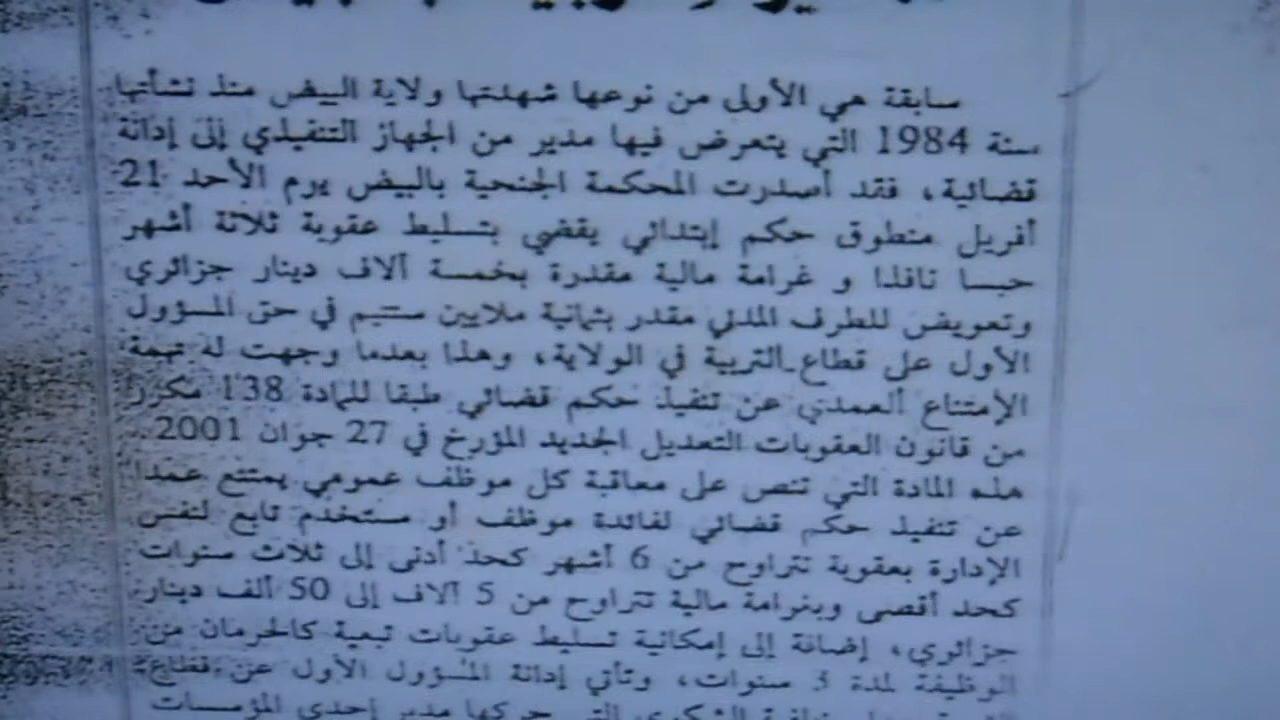 سابقة هي الأولى من نوعها شهدتها ولاية البيض منذ نشأتها
سنة 1984 التي يتعرض فيها مدير من الجهاز التنفيذي إلى إدانة
قضائية، فقد أصدرت المحكمة الجنحية بالبيض يوم الأحد 21
أفريل منطوق حكم إبتدائي يقضي بتسليط عقوبة ثلاثة أشهر
حبسا نافذا و غرامة مالية مقدرة بخمسة آلاف دينار جزائري
وتعويض للطرف المدني مقدر بثمانية ملايين سنتيم في حق المسؤول
الأول على قطاع التربية في الولاية، وهذا بعدما وجهت له تهمة
الإمتناع العمدي عن تنفيذ حكم قضائي طبقا للمادة 138 مكرر
من قانون العقوبات التعديل الجديد المؤرخ في 27 جوان 2001.
هذه المادة التي تنص على معاقبة كل موظف عمومي يمتنع عمدا
عن تنفيذ حكم قضائي لفائدة موظف أو مستخدم تابع لنفس
الإدارة بعقوبة تتراوح من 6 أشهر كحد أدنى إلى ثلاث سنوات
كحد أقصى وبغرامة مالية تتراوح من 5 آلاف إلى 50 ألف دينار
جزائري، إضافة إلى إمكانية تسليط عقوبات تبعية كالحرمان من
الوظيفة لمدة 3 سنوات، وتأتي إدانة المسؤول الأول عن قطاع
الشكوى التي حركها مدير إحدى المؤسسات